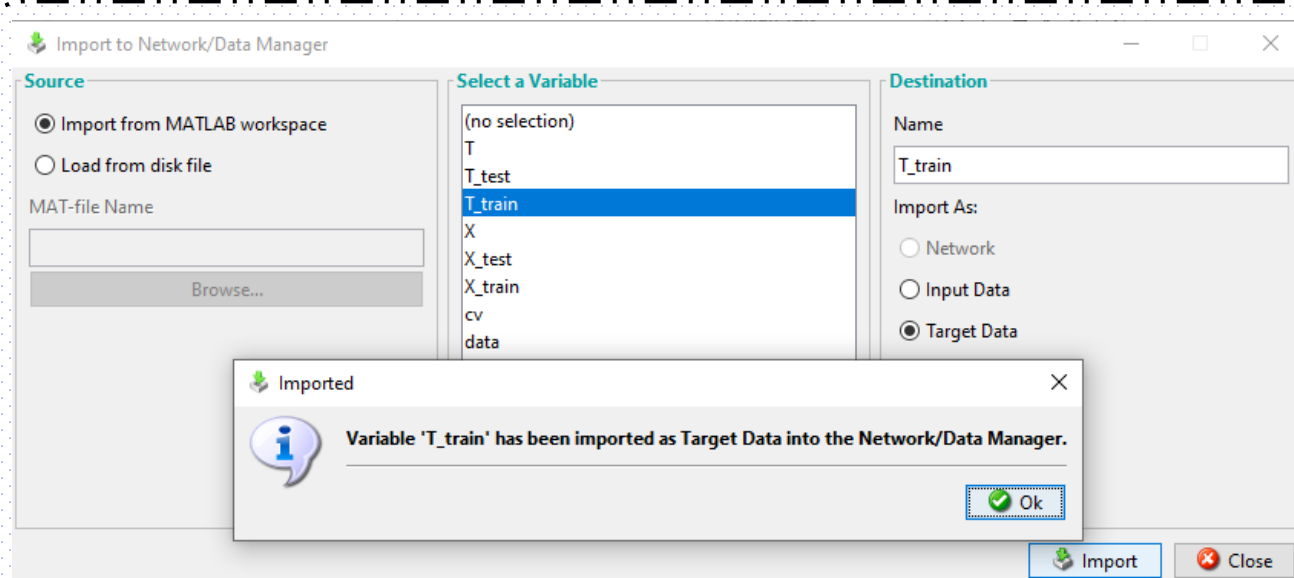 Import to Network/Data Manager
Source
Import from MATLAB workspace
Load from disk file
MAT-file Name
Browse...
Select a Variable
(no selection)
T
T_test
T_train
X
X_test
X_train
cv
data
Destination
Name
T_train
Import As:
Network
Input Data
Target Data
Imported
Variable 'T_train' has been imported as Target Data into the Network/Data Manager.
Ok
Import
Close